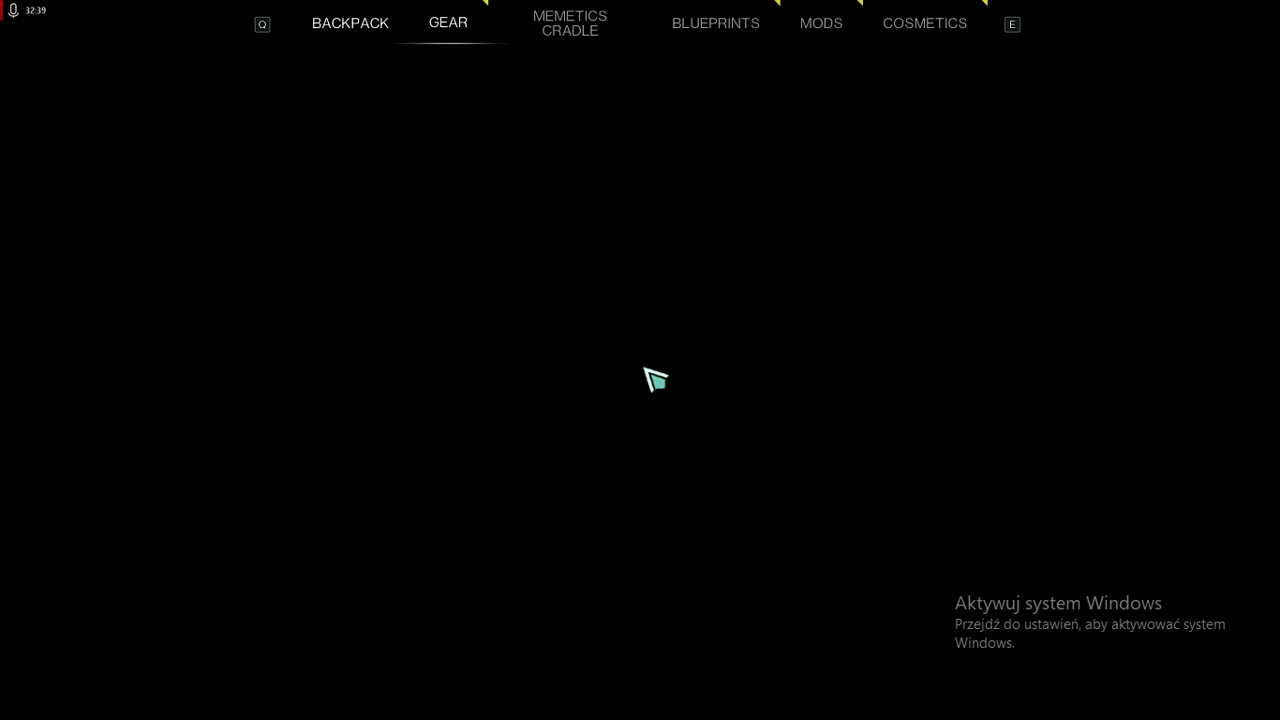 32:39
Q
BACKPACK
GEAR
MEMETICS
CRADLE
BLUEPRINTS
MODS
COSMETICS
E
Aktywuj system Windows
Przejdź do ustawień, aby aktywować system
Windows.